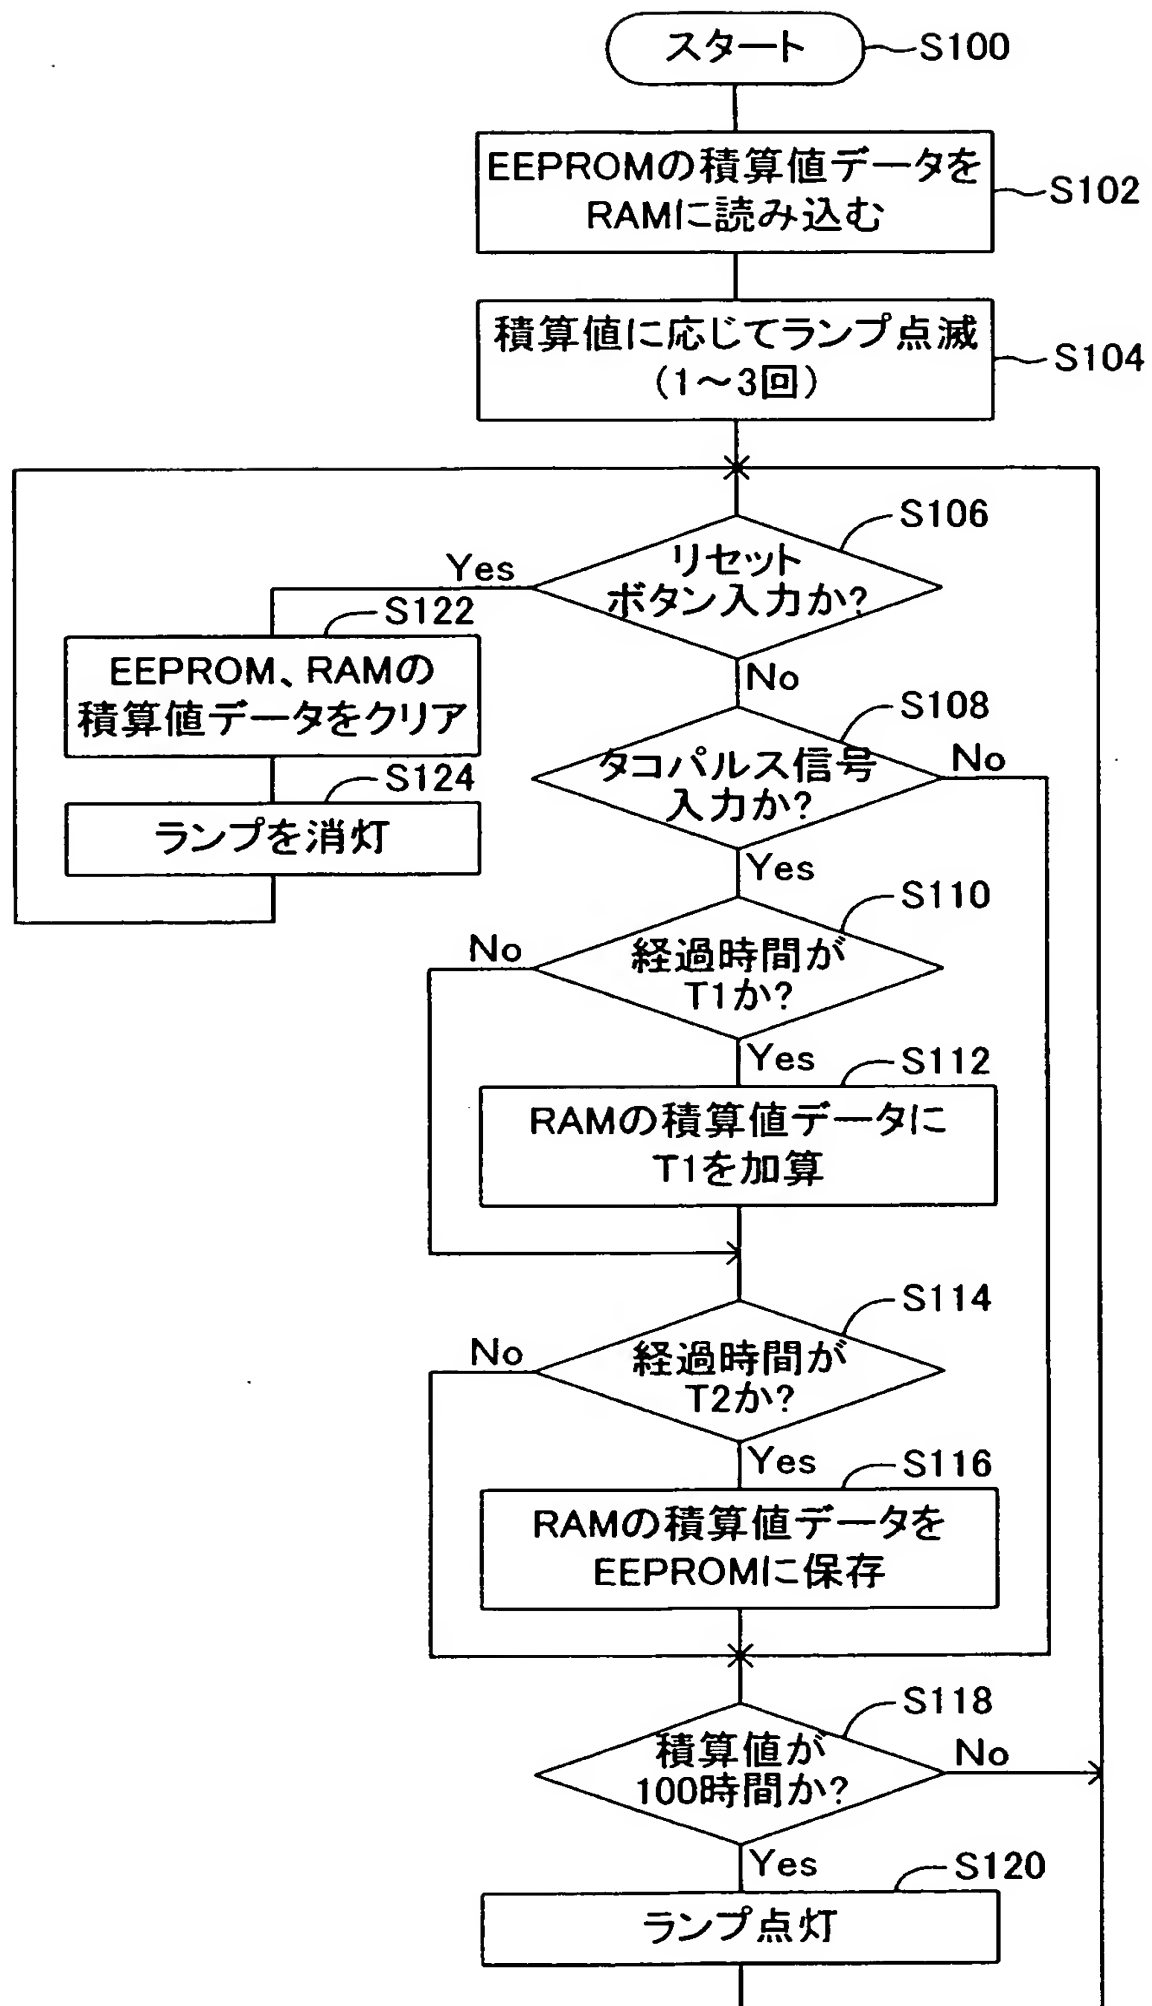 スタート
S100
EEPROMの積算値データを
RAMに読み込む
S102
積算値に応じてランプ点滅
(1～3回)
S104
S106
リセット
ボタン入力か?
Yes
No
S122
EEPROM、RAMの
積算値データをクリア
S124
ランプを消灯
S108
タコパルス信号
入力か?
No
Yes
S110
経過時間が
T1か?
No
Yes
S112
RAMの積算値データに
T1を加算
S114
経過時間が
T2か?
No
Yes
S116
RAMの積算値データを
EEPROMに保存
S118
積算値が
100時間か?
No
Yes
S120
ランプ点灯